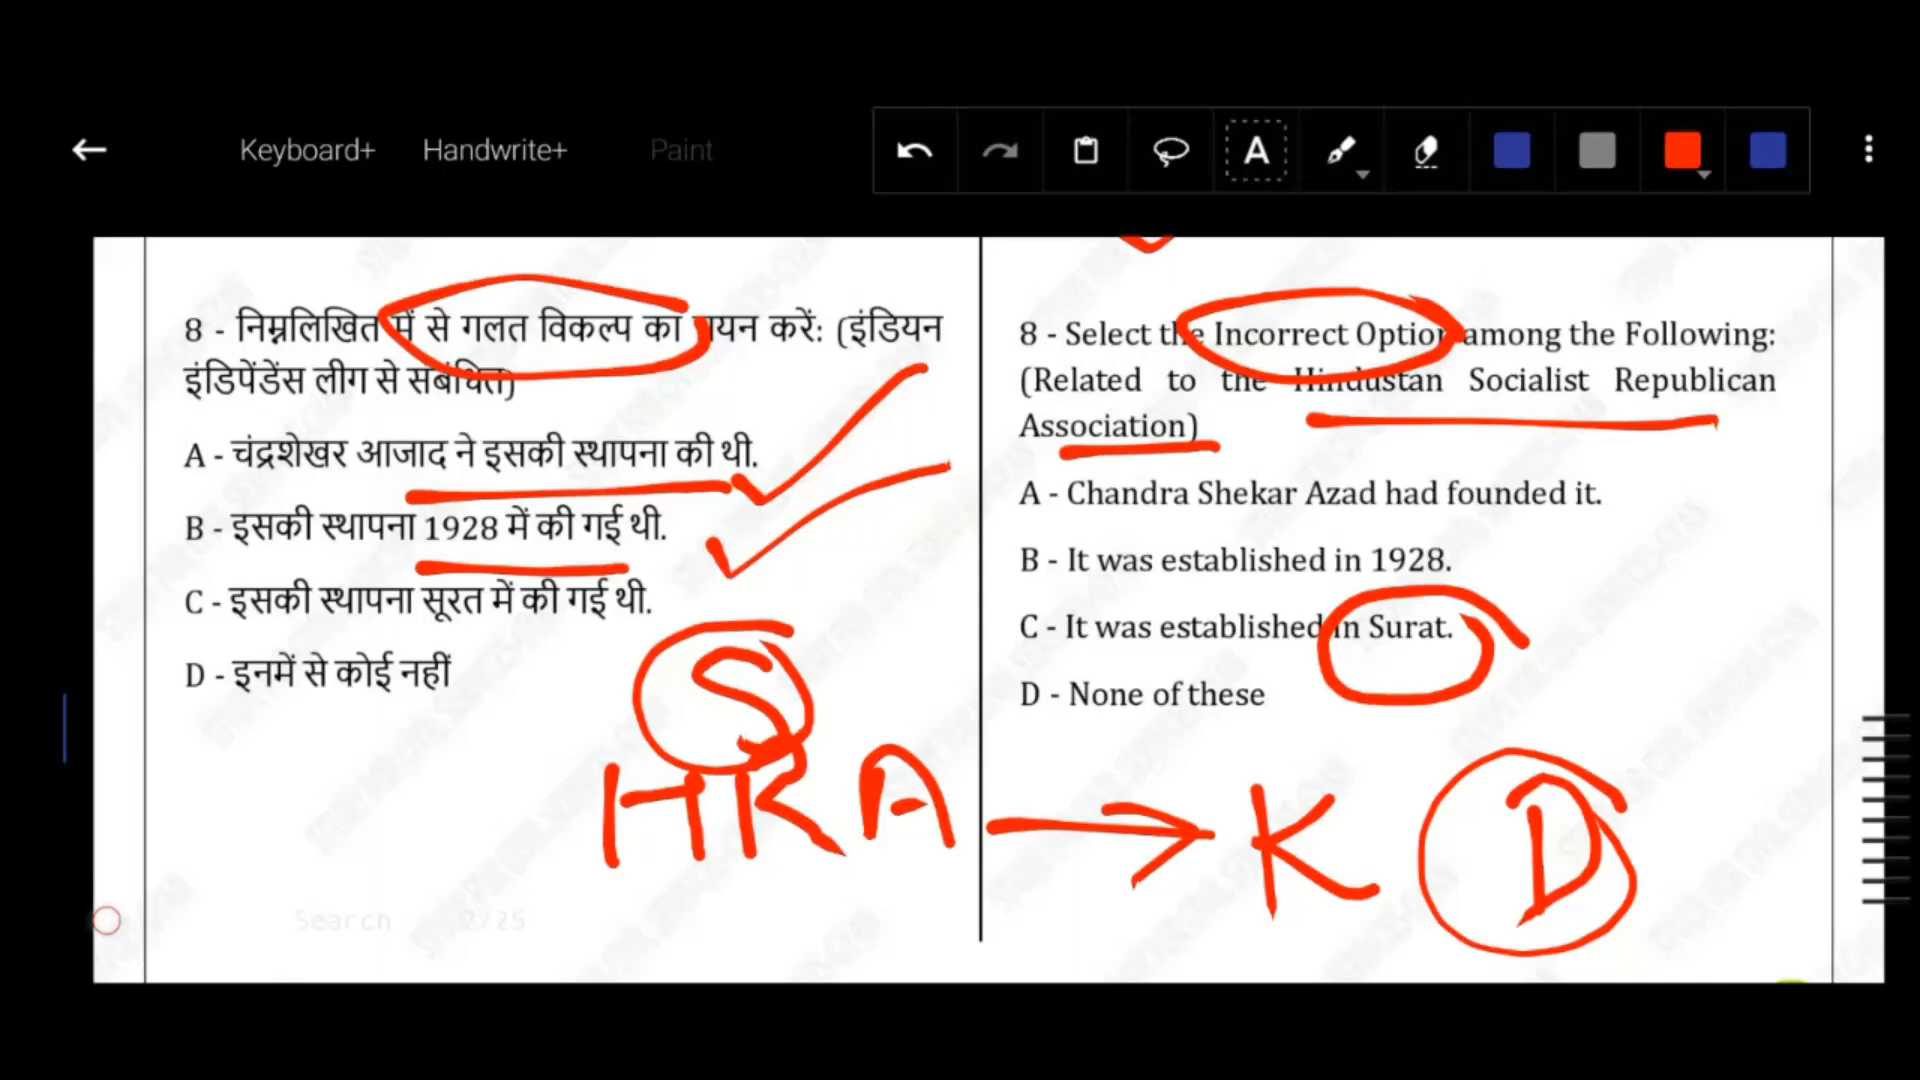 Keyboard+ Handwrite+ Paint A
8 - निम्नलिखित में से गलत विकल्प का चयन करें: (इंडियन
इंडिपेंडेंस लीग से संबंधित)
A - चंद्रशेखर आजाद ने इसकी स्थापना की थी.
B - इसकी स्थापना 1928 में की गई थी.
C - इसकी स्थापना सूरत में की गई थी.
D - इनमें से कोई नहीं
S
HRA
Search 2/25
8 - Select the Incorrect Option among the Following:
(Related to the Hindustan Socialist Republican
Association)
A - Chandra Shekar Azad had founded it.
B - It was established in 1928.
C - It was established in Surat.
D - None of these
K D